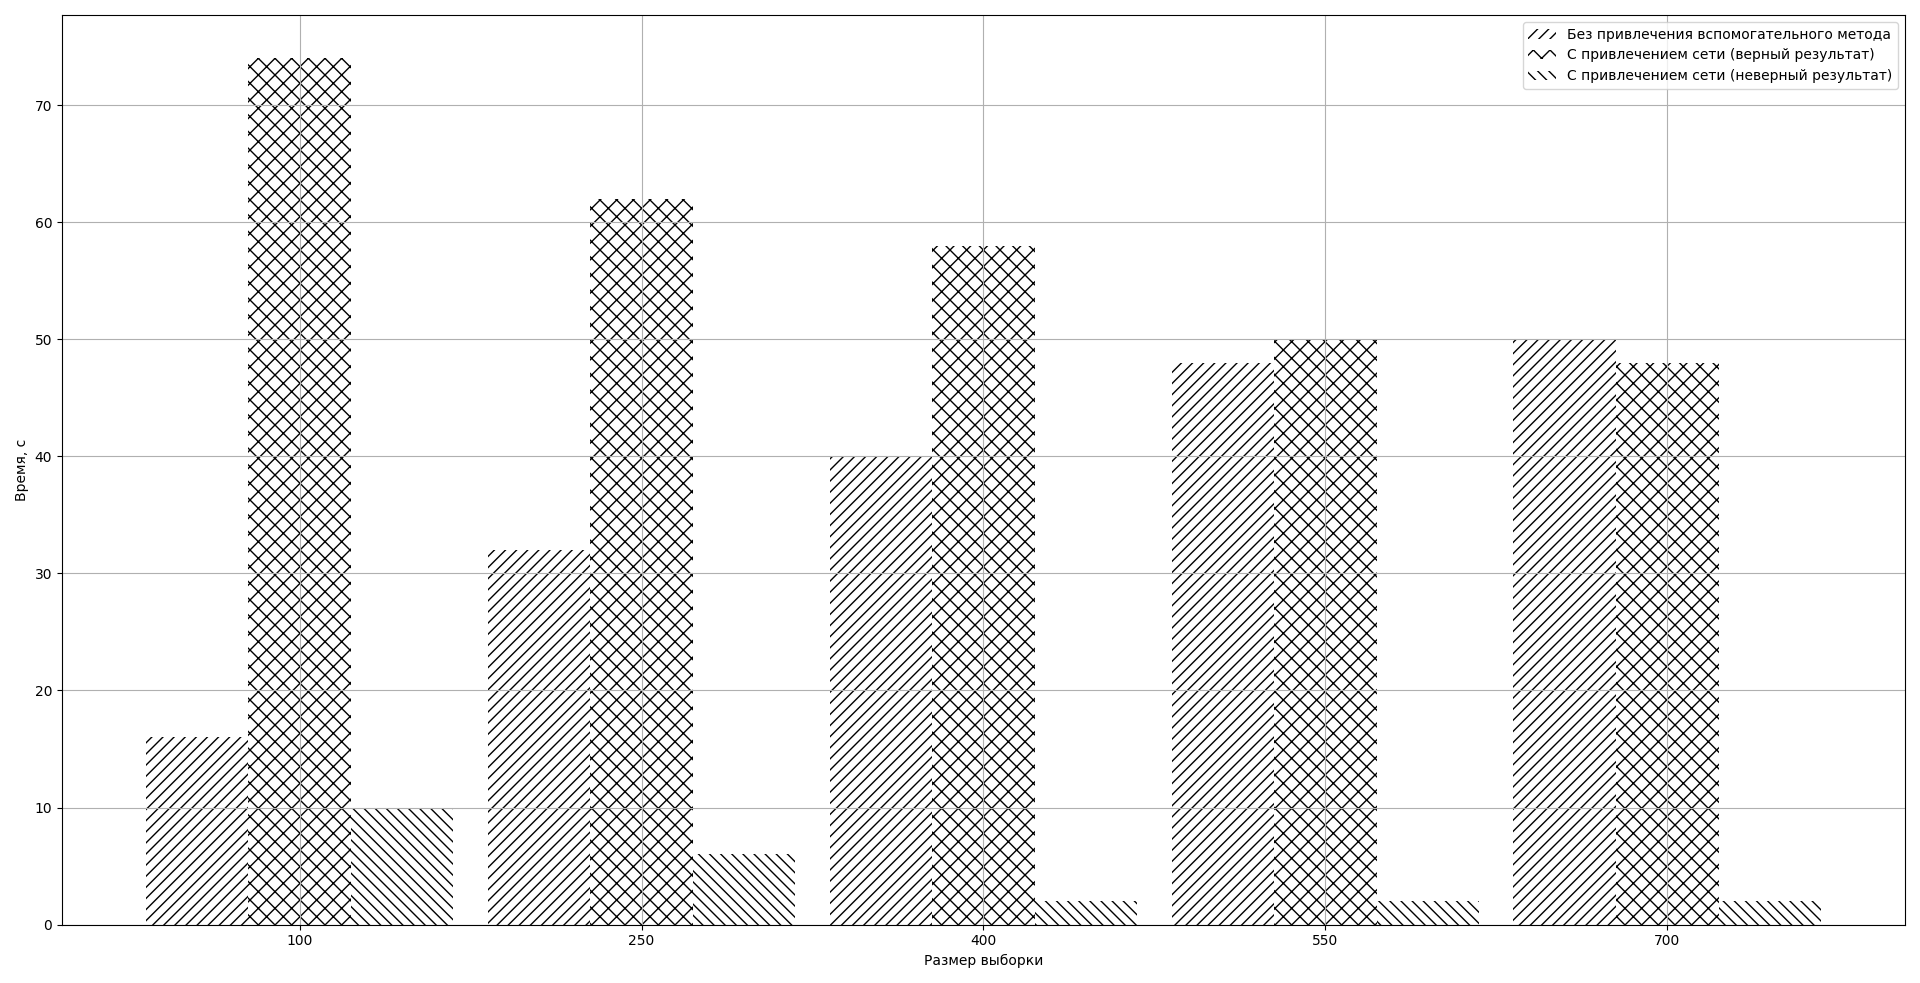 Без привлечения вспомогательного метода
С привлечением сети (верный результат)
С привлечением сети (неверный результат)
70
60
50
40
30
20
10
0
Время, с
100 250 400 550 700
Размер выборки